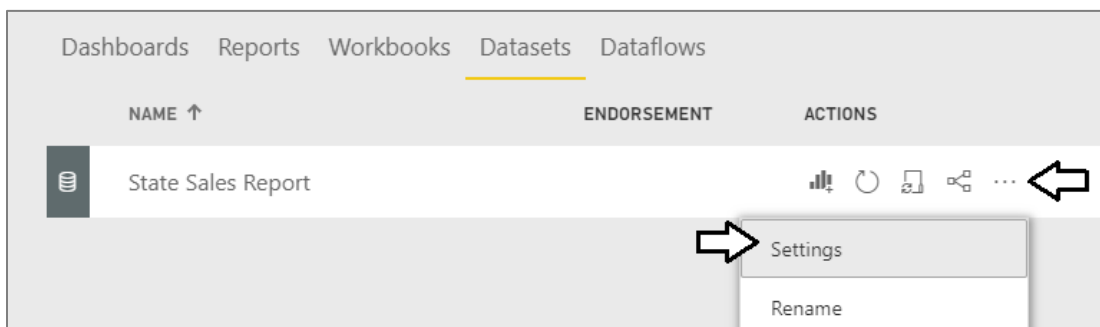 Dashboards Reports Workbooks Datasets Dataflows
NAME ↑ ENDORSEMENT ACTIONS
State Sales Report ...
Settings
Rename